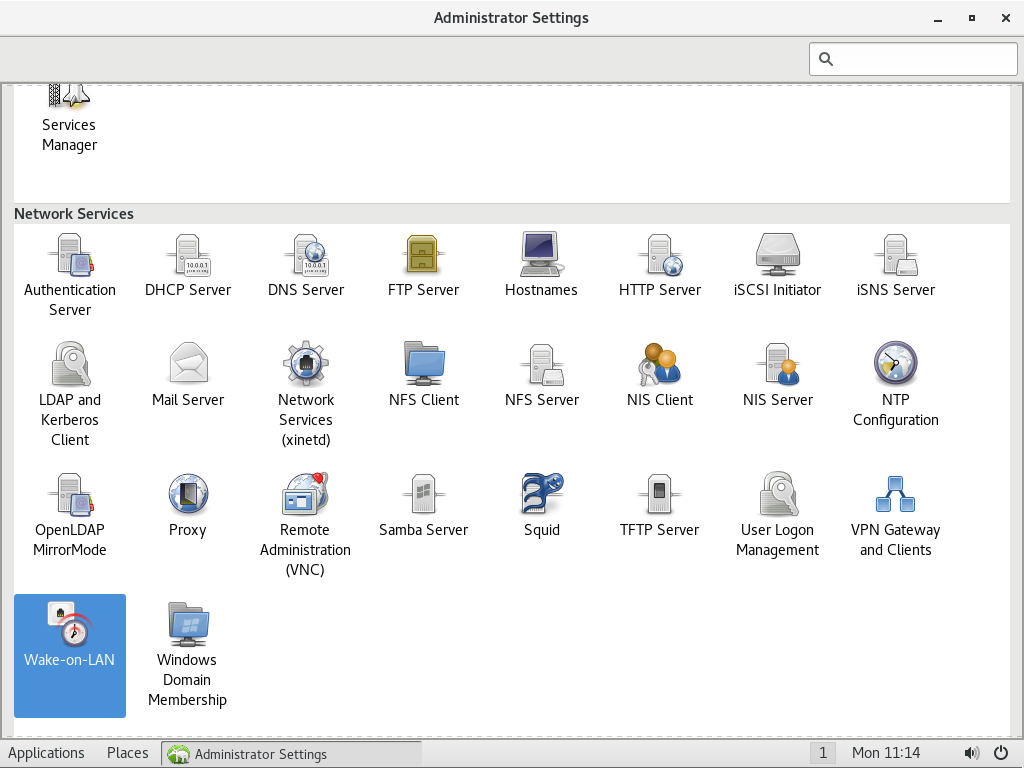 Administrator Settings
Services
Manager
Network Services
Authentication
Server
DHCP Server
DNS Server
FTP Server
Hostnames
HTTP Server
iSCSI Initiator
iSNS Server
LDAP and
Kerberos
Client
Mail Server
Network
Services
(xinetd)
NFS Client
NFS Server
NIS Client
NIS Server
NTP
Configuration
OpenLDAP
MirrorMode
Proxy
Remote
Administration
(VNC)
Samba Server
Squid
TFTP Server
User Logon
Management
VPN Gateway
and Clients
Wake-on-LAN
Windows
Domain
Membership
Applications Places Administrator Settings 1 Mon 11:14